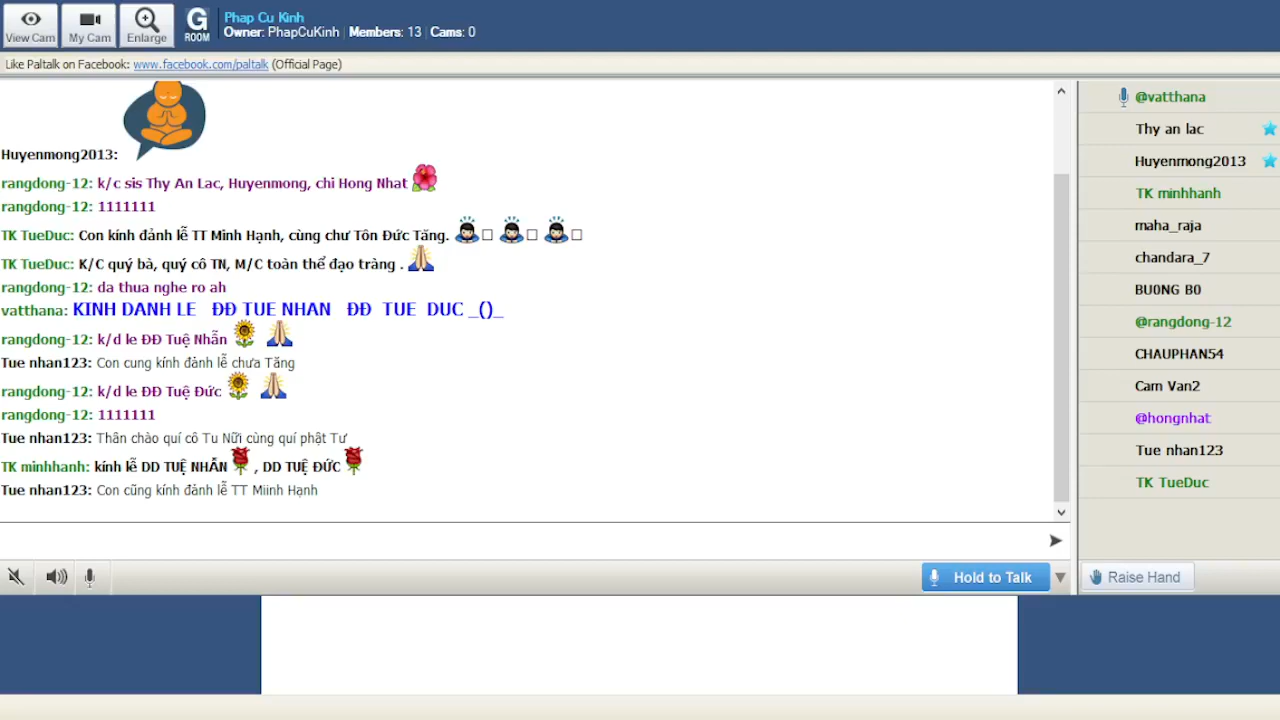 Phap Cu Kinh
Owner: PhapCuKinh | Members: 13 | Cams: 0
View Cam
My Cam
Enlarge
G
ROOM
Like Paltalk on Facebook: www.facebook.com/paltalk (Official Page)
Huyenmong2013:
rangdong-12: k/c sis Thy An Lac, Huyenmong, chi Hong Nhat
rangdong-12: 1111111
TK TueDuc: Con kính đảnh lễ TT Minh Hạnh, cùng chư Tôn Đức Tăng.
TK TueDuc: K/C quý bà, quý cô TN, M/C toàn thể đạo tràng .
rangdong-12: da thua nghe ro ah
vatthana: KINH DANH LE ĐĐ TUE NHAN ĐĐ TUE DUC _()_
rangdong-12: k/d le ĐĐ Tuệ Nhẫn
Tue nhan123: Con cung kính đảnh lễ chưa Tăng
rangdong-12: k/d le ĐĐ Tuệ Đức
rangdong-12: 1111111
Tue nhan123: Thân chào quí cô Tu Nữi cùng quí phật Tư
TK minhhanh: kính lễ DD TUỆ NHẪN , DD TUỆ ĐỨC
Tue nhan123: Con cũng kính đảnh lễ TT Miinh Hạnh
@vatthana
Thy an lac
Huyenmong2013
TK minhhanh
maha_raja
chandara_7
BU0NG B0
@rangdong-12
CHAUPHAN54
Cam Van2
@hongnhat
Tue nhan123
TK TueDuc
Hold to Talk
Raise Hand